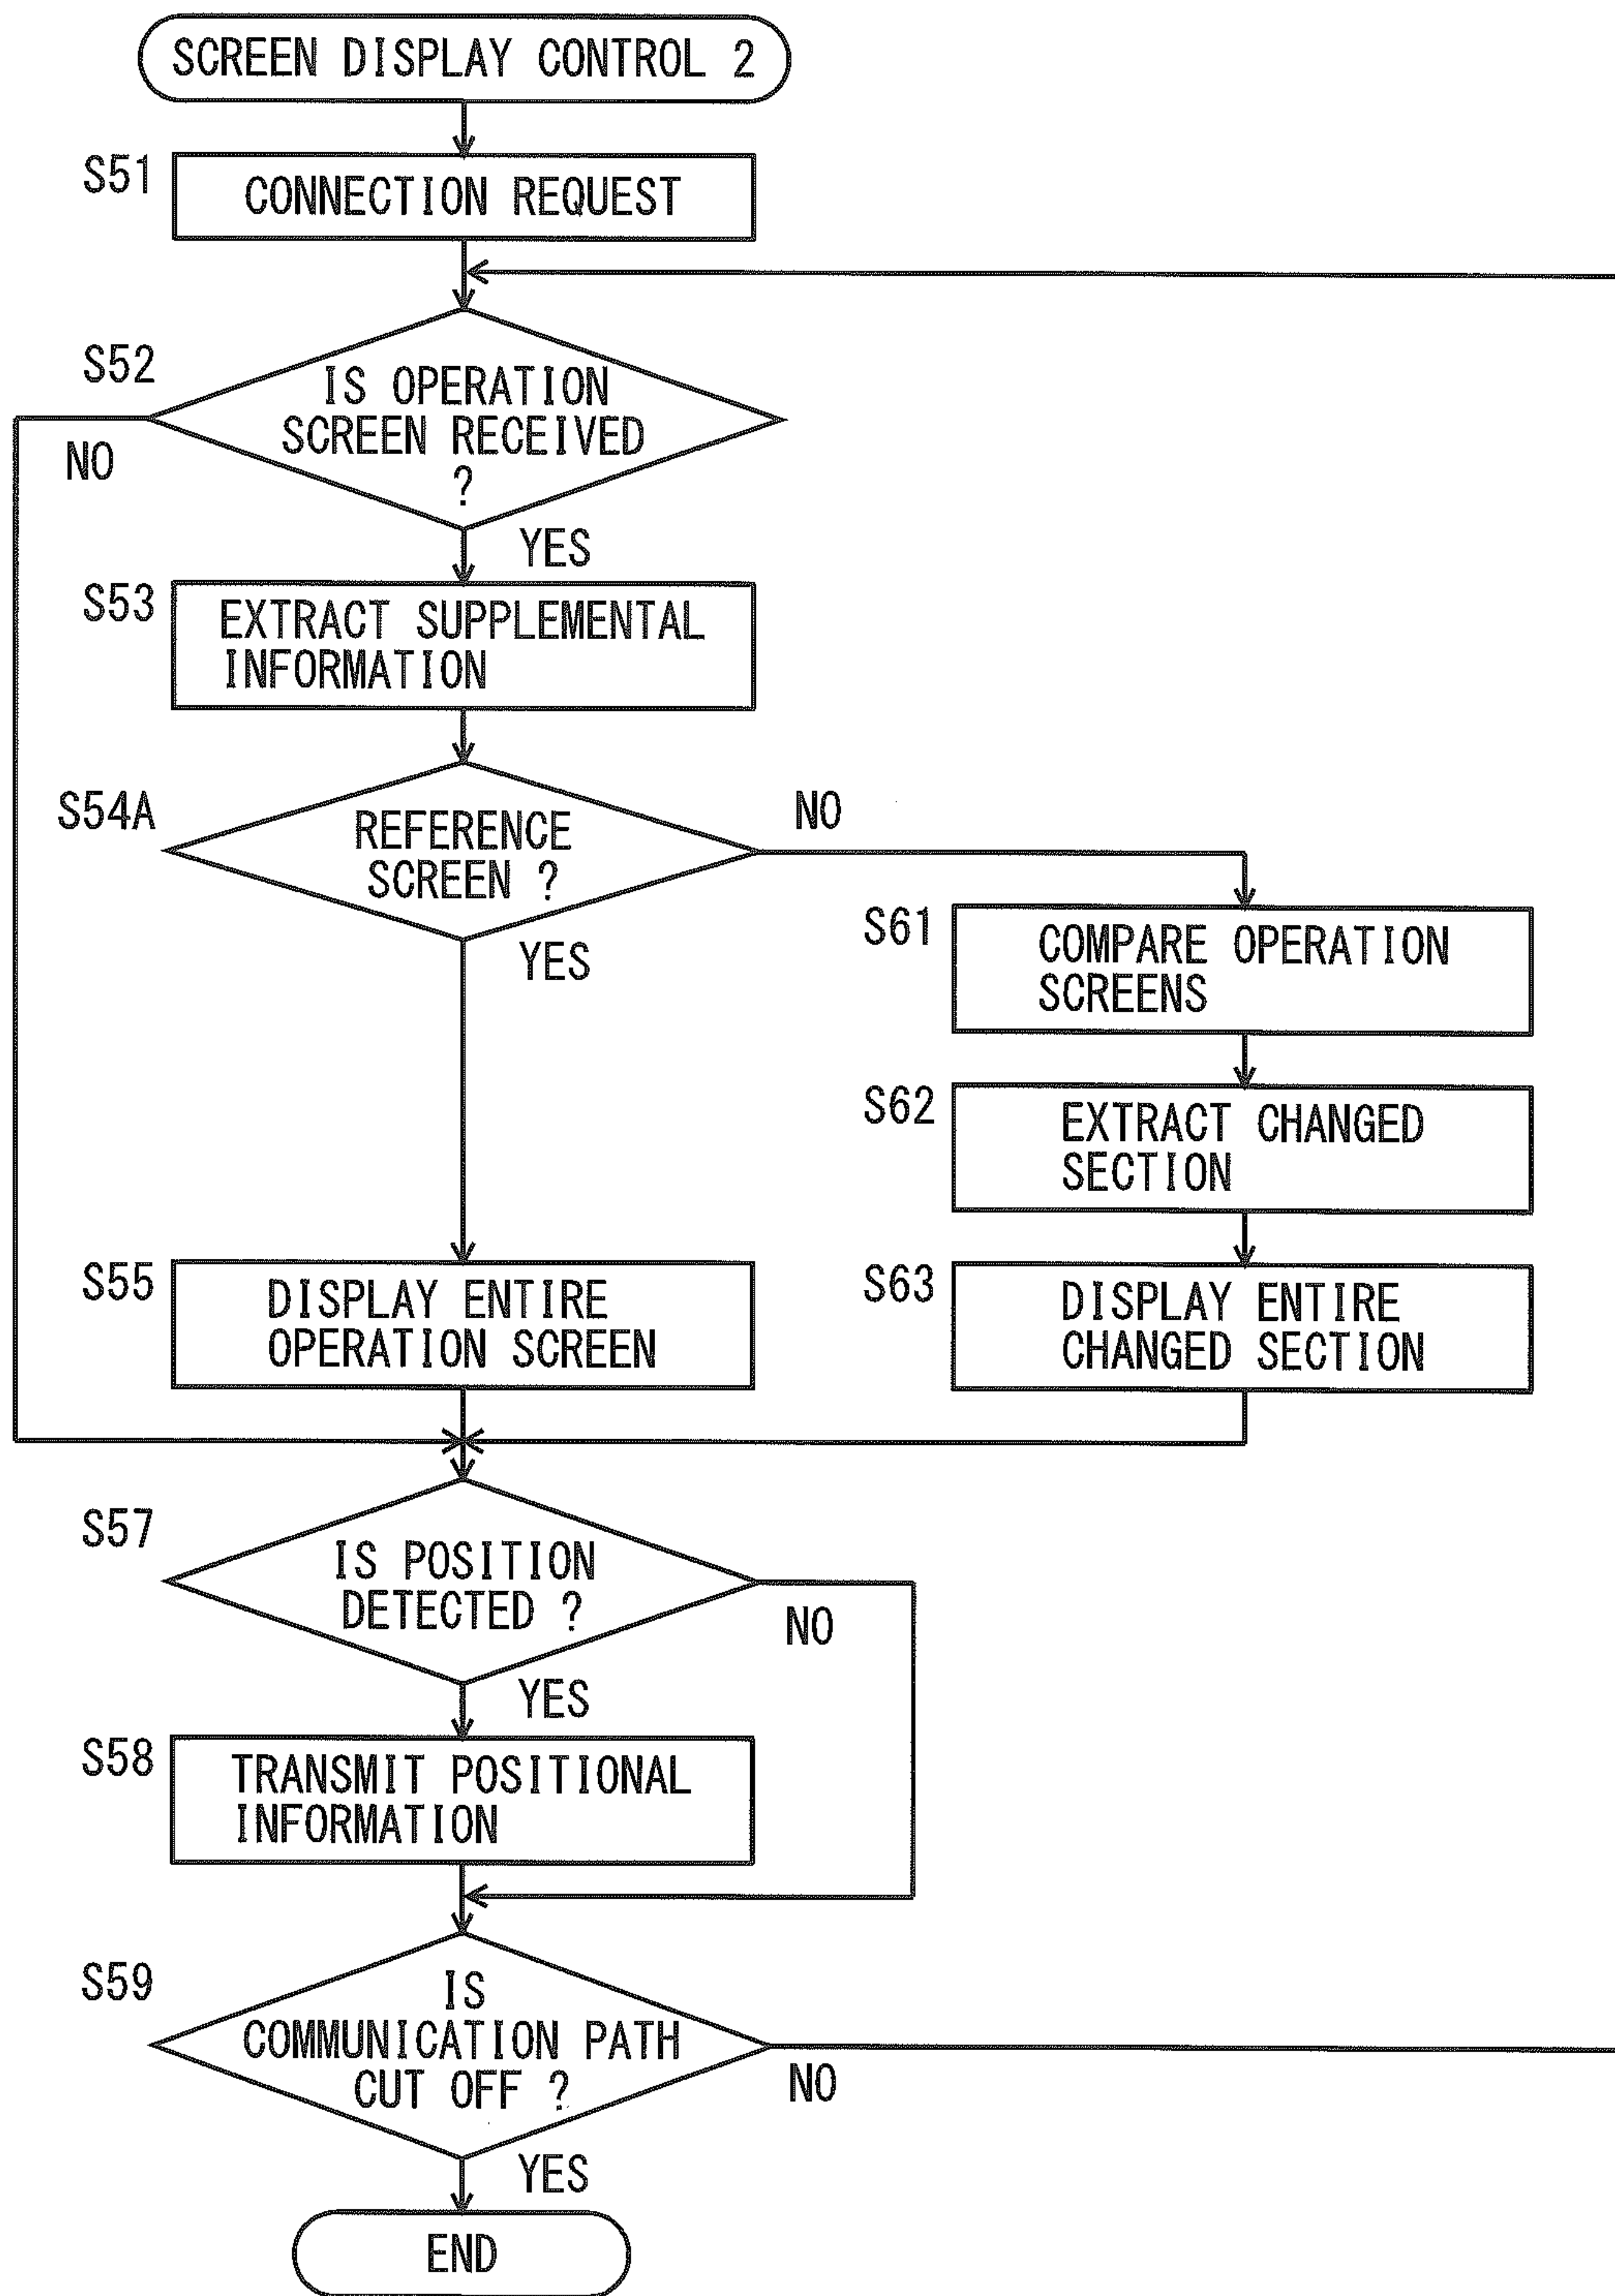 SCREEN DISPLAY CONTROL 2
S51
CONNECTION REQUEST
S52
IS OPERATION
SCREEN RECEIVED
?
NO
YES
S53
EXTRACT SUPPLEMENTAL
INFORMATION
S54A
REFERENCE
SCREEN ?
NO
YES
S61
COMPARE OPERATION
SCREENS
S62
EXTRACT CHANGED
SECTION
S55
DISPLAY ENTIRE
OPERATION SCREEN
S63
DISPLAY ENTIRE
CHANGED SECTION
S57
IS POSITION
DETECTED ?
NO
YES
S58
TRANSMIT POSITIONAL
INFORMATION
S59
IS
COMMUNICATION PATH
CUT OFF ?
NO
YES
END